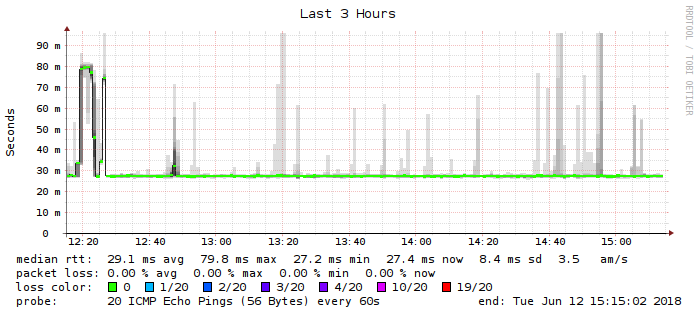 Last 3 Hours
RRDTOOL / TOBI OETIKER
Seconds
90 m
80 m
70 m
60 m
50 m
40 m
30 m
20 m
10 m
0
12:20 12:40 13:00 13:20 13:40 14:00 14:20 14:40 15:00
median rtt: 29.1 ms avg 79.8 ms max 27.2 ms min 27.4 ms now 8.4 ms sd 3.5 am/s
packet loss: 0.00 % avg 0.00 % max 0.00 % min 0.00 % now
loss color: 0 1/20 2/20 3/20 4/20 10/20 19/20
probe: 20 ICMP Echo Pings (56 Bytes) every 60s end: Tue Jun 12 15:15:02 2018